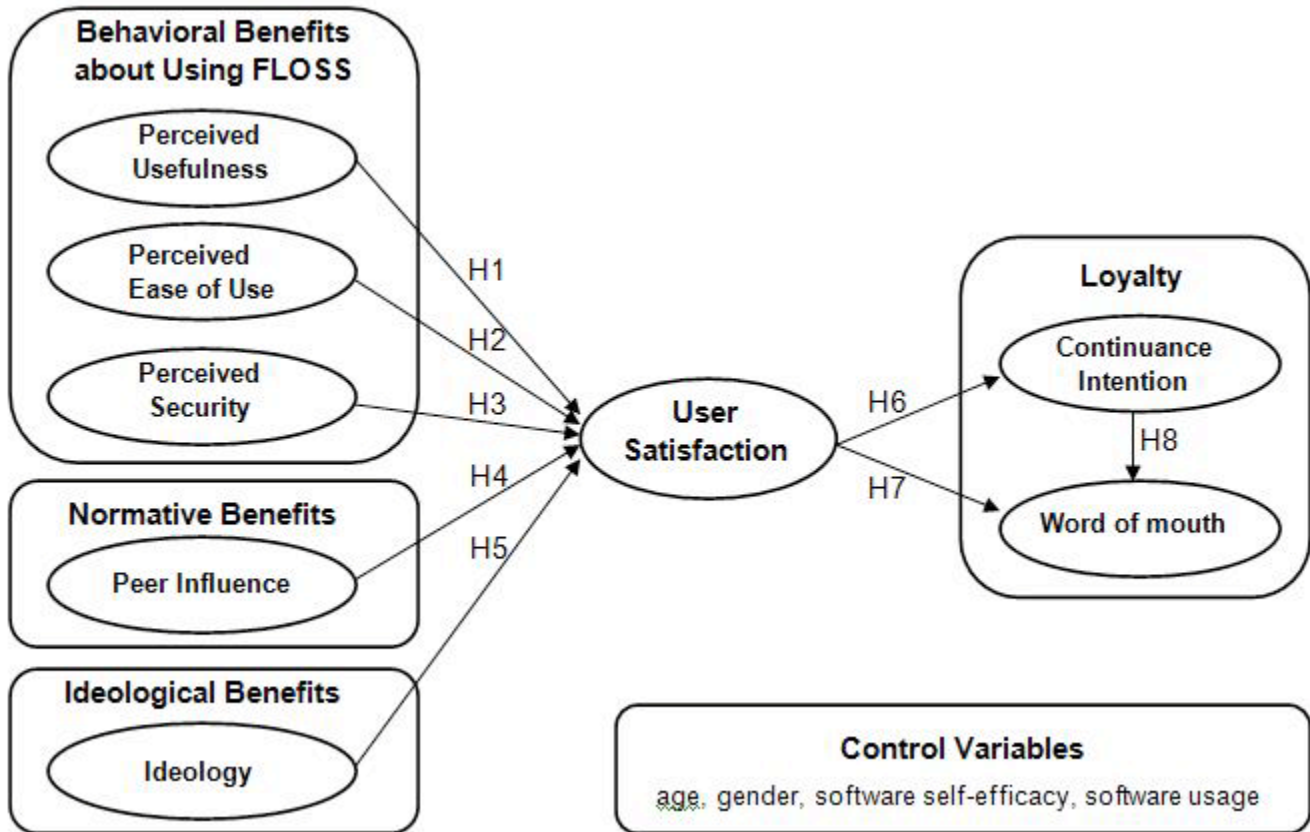 Behavioral Benefits
about Using FLOSS
Perceived
Usefulness
Perceived
Ease of Use
Perceived
Security
Normative Benefits
Peer Influence
Ideological Benefits
Ideology
H1
H2
H3
H4
H5
User
Satisfaction
H6
H7
Loyalty
Continuance
Intention
H8
Word of mouth
Control Variables
age, gender, software self-efficacy, software usage